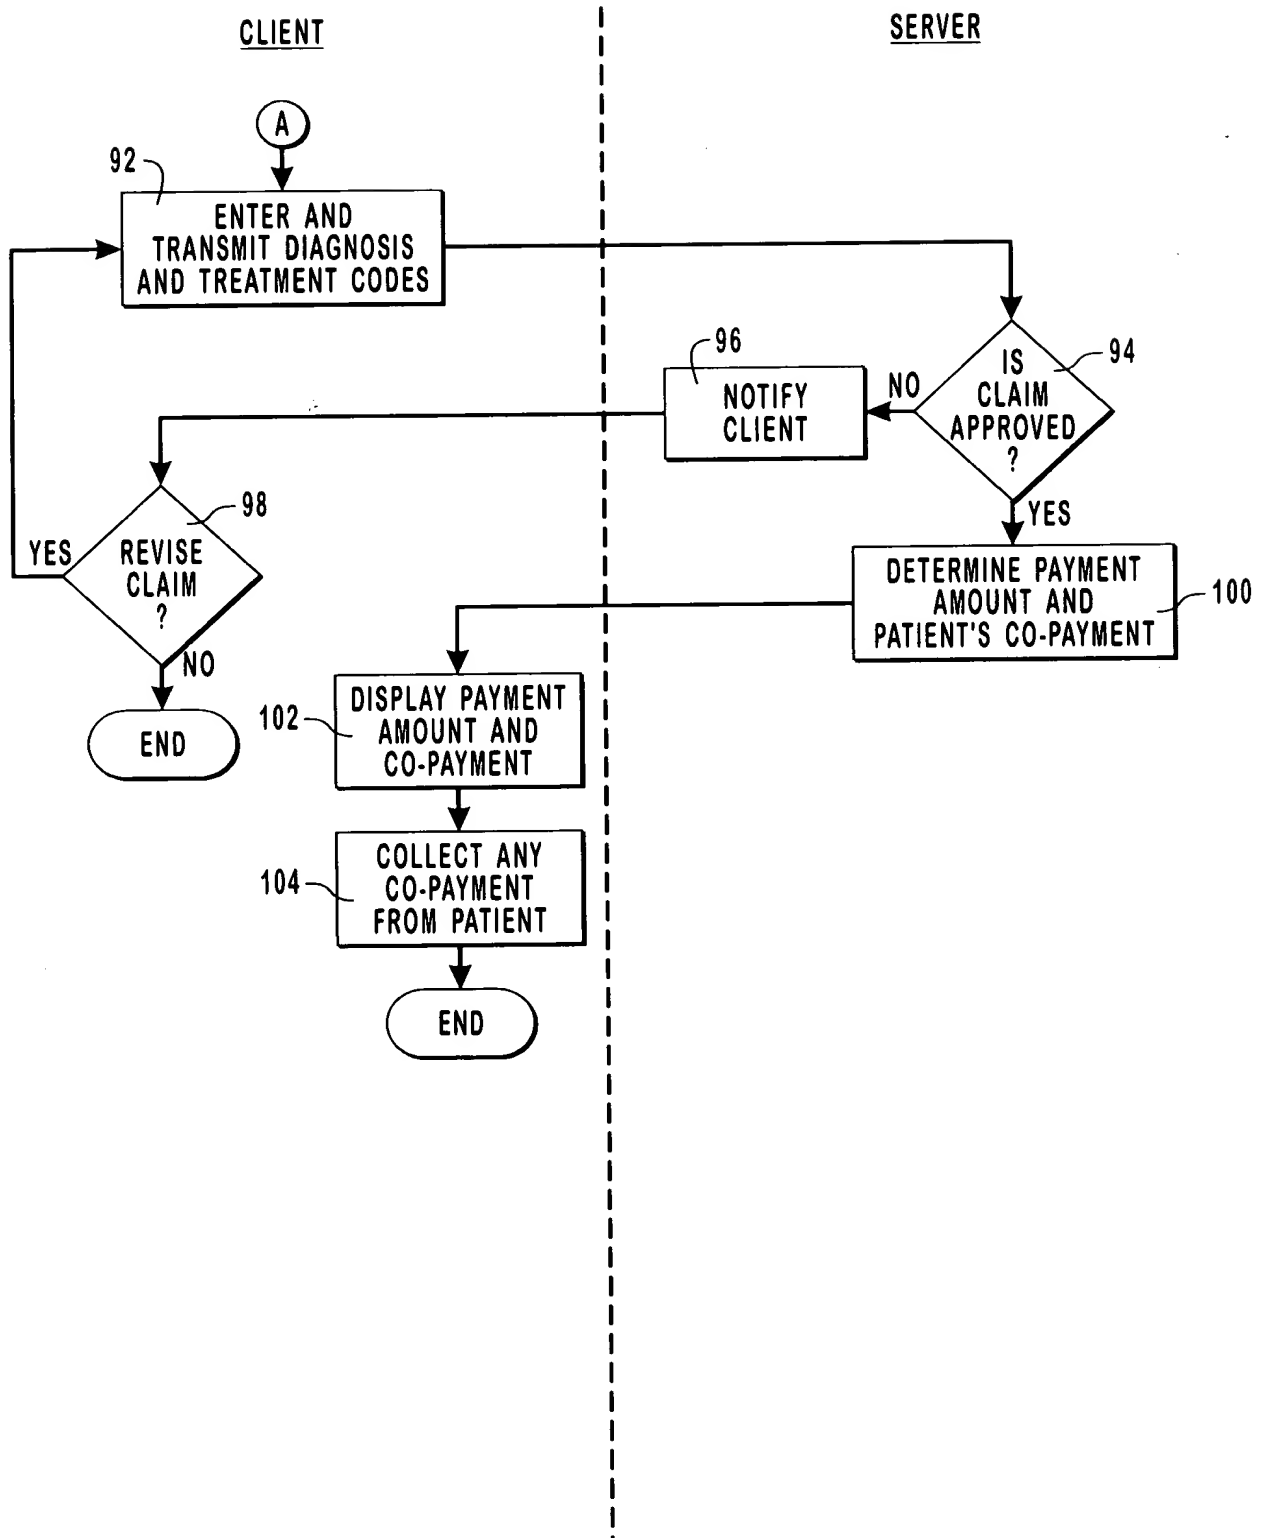 CLIENT
SERVER
A
92
ENTER AND
TRANSMIT DIAGNOSIS
AND TREATMENT CODES
96
NOTIFY
CLIENT
NO
94
IS
CLAIM
APPROVED
?
YES
98
YES
REVISE
CLAIM
?
NO
END
DETERMINE PAYMENT
AMOUNT AND
PATIENT'S CO-PAYMENT
100
102
DISPLAY PAYMENT
AMOUNT AND
CO-PAYMENT
104
COLLECT ANY
CO-PAYMENT
FROM PATIENT
END